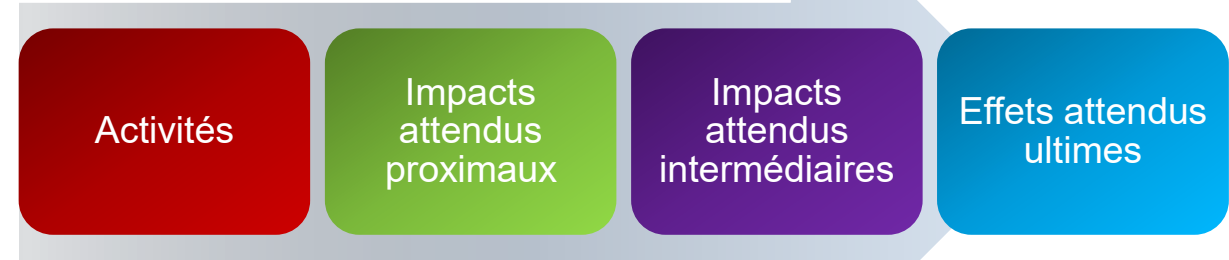 Activités
Impacts
attendus
proximaux
Impacts
attendus
intermédiaires
Effets attendus
ultimes